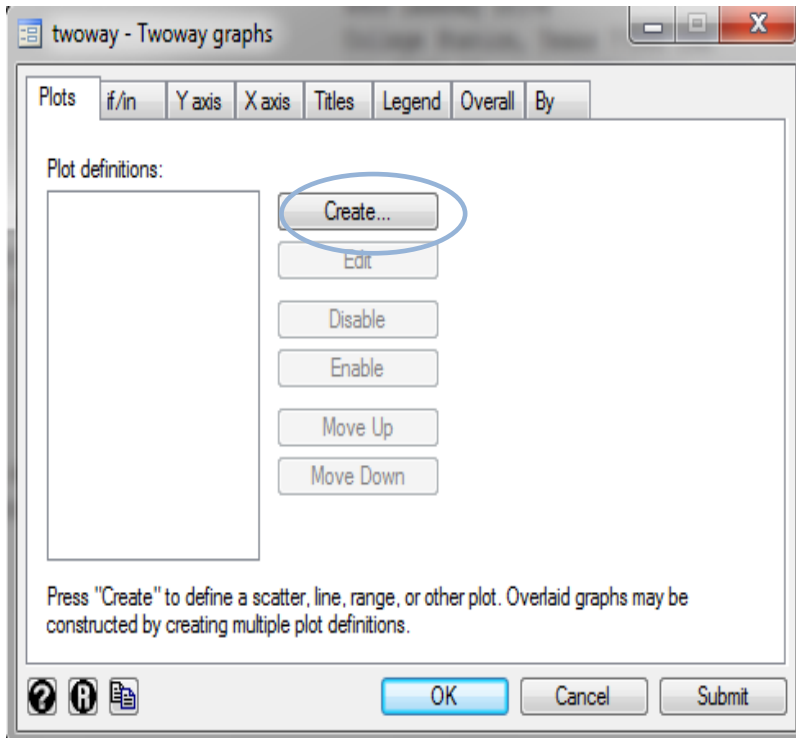 twoway - Twoway graphs
Plots if/in Y axis X axis Titles Legend Overall By
Plot definitions:
Create...
Edit
Disable
Enable
Move Up
Move Down
Press "Create" to define a scatter, line, range, or other plot. Overlaid graphs may be
constructed by creating multiple plot definitions.
? R OK Cancel Submit